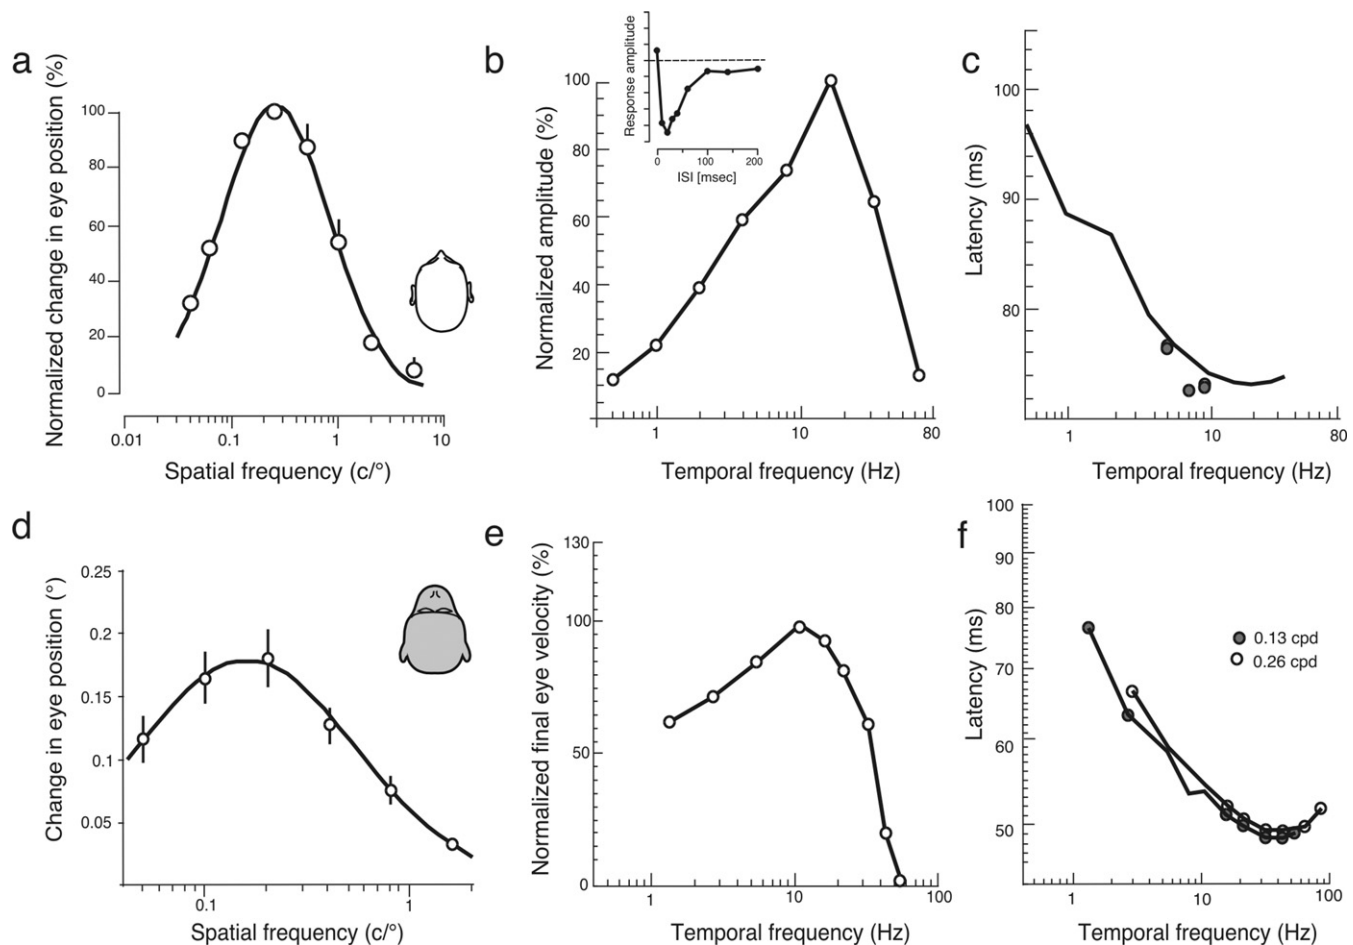 a
Normalized change in eye position (%)
100
80
60
40
20
0
0.01
0.1
1
10
Spatial frequency (c/°)
b
Normalized amplitude (%)
100
80
60
40
20
1
10
80
Temporal frequency (Hz)
Response amplitude
0
100
200
ISI [msec]
c
Latency (ms)
100
90
80
1
10
80
Temporal frequency (Hz)
d
Change in eye position (°)
0.25
0.2
0.15
0.1
0.05
0.1
1
Spatial frequency (c/°)
e
Normalized final eye velocity (%)
130
100
50
0
1
10
100
Temporal frequency (Hz)
f
Latency (ms)
100
90
80
70
60
50
0.13 cpd
0.26 cpd
1
10
100
Temporal frequency (Hz)